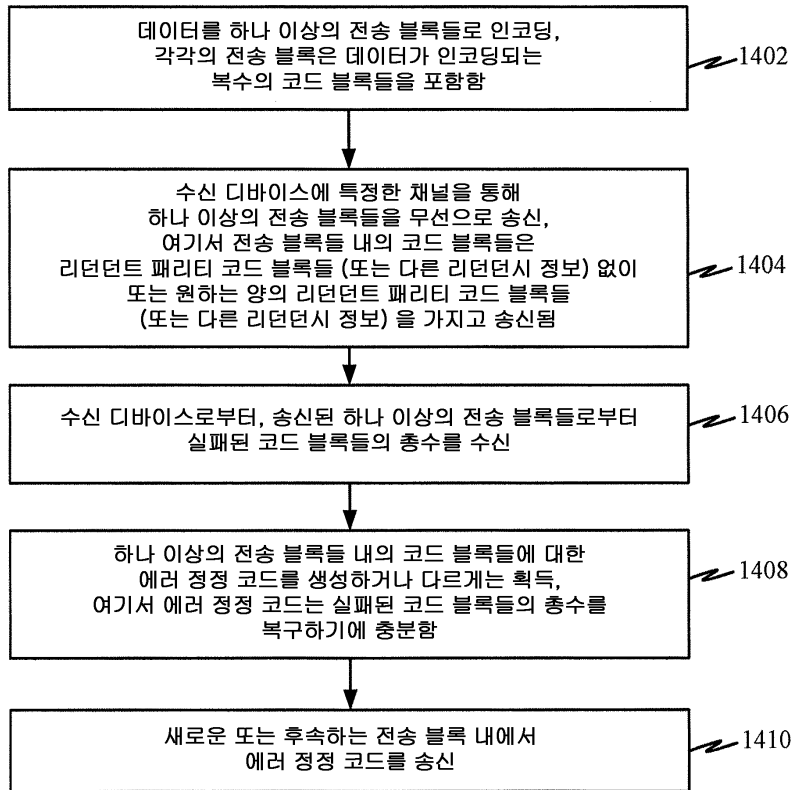 데이터를 하나 이상의 전송 블록들로 인코딩,
각각의 전송 블록은 데이터가 인코딩되는
복수의 코드 블록들을 포함함
1402
수신 디바이스에 특정한 채널을 통해
하나 이상의 전송 블록들을 무선으로 송신,
여기서 전송 블록들 내의 코드 블록들은
리던던트 패리티 코드 블록들 (또는 다른 리던던시 정보) 없이
또는 원하는 양의 리던던트 패리티 코드 블록들
(또는 다른 리던던시 정보) 을 가지고 송신됨
1404
수신 디바이스로부터, 송신된 하나 이상의 전송 블록들로부터
실패된 코드 블록들의 총수를 수신
1406
하나 이상의 전송 블록들 내의 코드 블록들에 대한
에러 정정 코드를 생성하거나 다르게는 획득,
여기서 에러 정정 코드는 실패된 코드 블록들의 총수를
복구하기에 충분함
1408
새로운 또는 후속하는 전송 블록 내에서
에러 정정 코드를 송신
1410